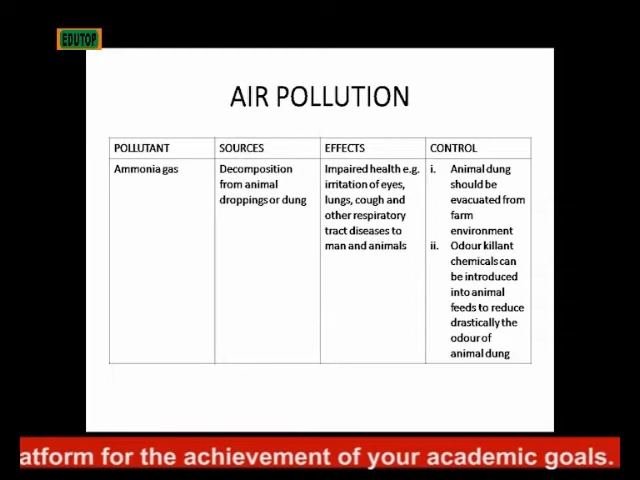 EDUTOP
AIR POLLUTION
POLLUTANT
SOURCES
EFFECTS
CONTROL
Ammonia gas
Decomposition
from animal
droppings or dung
Impaired health e.g.
irritation of eyes,
lungs, cough and
other respiratory
tract diseases to
man and animals
i. Animal dung
should be
evacuated from
farm
environment
ii. Odour killant
chemicals can
be introduced
into animal
feeds to reduce
drastically the
odour of
animal dung
atform for the achievement of your academic goals.